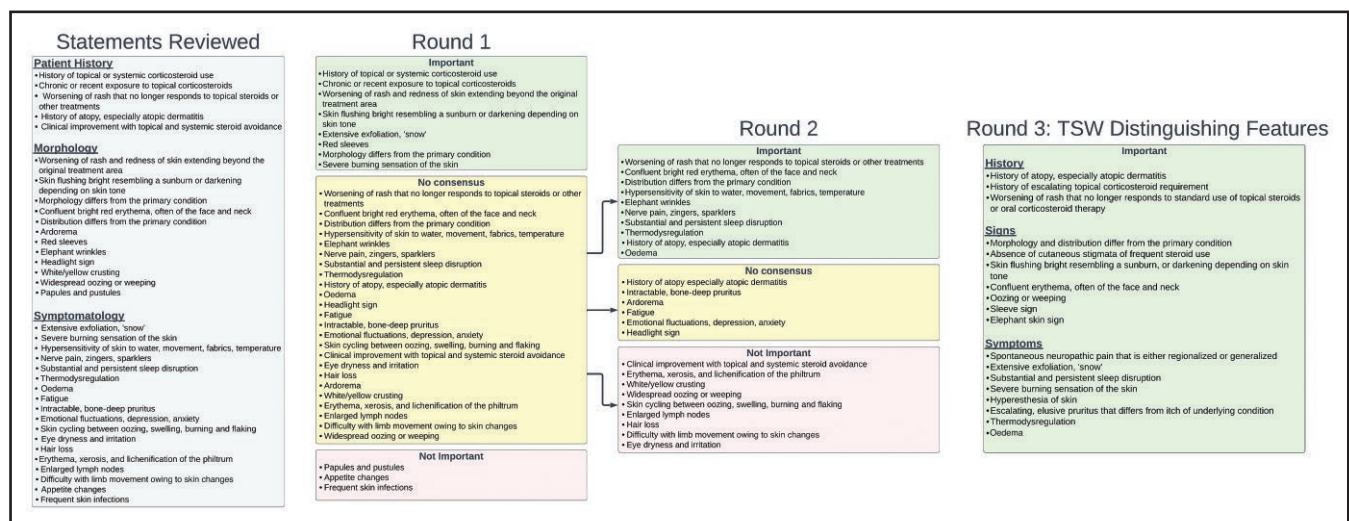 Statements Reviewed
Patient History
•History of topical or systemic corticosteroid use
•Chronic or recent exposure to topical corticosteroids
• Worsening of rash that no longer responds to topical steroids or
other treatments
• History of atopy, especially atopic dermatitis
• Clinical improvement with topical and systemic steroid avoidance
Morphology
•Worsening of rash and redness of skin extending beyond the
original treatment area
•Skin flushing bright resembling a sunburn or darkening
depending on skin tone
•Morphology differs from the primary condition
•Confluent bright red erythema, often of the face and neck
•Distribution differs from the primary condition
•Ardorema
• Red sleeves
•Elephant wrinkles
•Headlight sign
• White/yellow crusting
•Widespread oozing or weeping
•Papules and pustules
Symptomatology
• Extensive exfoliation, 'snow'
• Severe burning sensation of the skin
• Hypersensitivity of skin to water, movement, fabrics, temperature
•Nerve pain, zingers, sparklers
•Substantial and persistent sleep disruption
•Thermodysregulation
•Oedema
•Fatigue
•Intractable, bone-deep pruritus
•Emotional fluctuations, depression, anxiety
• Skin cycling between oozing, swelling, burning and flaking
• Eye dryness and irritation
• Hair loss
•Erythema, xerosis, and lichenification of the philtrum
•Enlarged lymph nodes
•Difficulty with limb movement owing to skin changes
•Appetite changes
•Frequent skin infections
Round 1
Important
•History of topical or systemic corticosteroid use
•Chronic or recent exposure to topical corticosteroids
•Worsening of rash and redness of skin extending beyond the original
treatment area
•Skin flushing bright resembling a sunburn or darkening depending on
skin tone
•Extensive exfoliation, 'snow'
•Red sleeves
•Morphology differs from the primary condition
•Severe burning sensation of the skin
No consensus
•Worsening of rash that no longer responds to topical steroids or other
treatments
•Confluent bright red erythema, often of the face and neck
•Distribution differs from the primary condition
•Hypersensitivity of skin to water, movement, fabrics, temperature
•Elephant wrinkles
•Nerve pain, zingers, sparklers
•Substantial and persistent sleep disruption
•Thermodysregulation
•History of atopy, especially atopic dermatitis
•Oedema
•Headlight sign
•Fatigue
•Intractable, bone-deep pruritus
•Emotional fluctuations, depression, anxiety
• Skin cycling between oozing, swelling, burning and flaking
•Clinical improvement with topical and systemic steroid avoidance
•Eye dryness and irritation
•Hair loss
•Ardorema
•White/yellow crusting
•Erythema, xerosis, and lichenification of the philtrum
•Enlarged lymph nodes
•Difficulty with limb movement owing to skin changes
•Widespread oozing or weeping
Not Important
• Papules and pustules
• Appetite changes
• Frequent skin infections
Round 2
Important
•Worsening of rash that no longer responds to topical steroids or other treatments
•Confluent bright red erythema, often of the face and neck
•Distribution differs from the primary condition
•Hypersensitivity of skin to water, movement, fabrics, temperature
•Elephant wrinkles
•Nerve pain, zingers, sparklers
•Substantial and persistent sleep disruption
•Thermodysregulation
• History of atopy, especially atopic dermatitis
•Oedema
No consensus
• History of atopy especially atopic dermatitis
• Intractable, bone-deep pruritus
• Ardorema
• Fatigue
• Emotional fluctuations, depression, anxiety
• Headlight sign
Not Important
• Clinical improvement with topical and systemic steroid avoidance
•Erythema, xerosis, and lichenification of the philtrum
•White/yellow crusting
•Widespread oozing or weeping
•Skin cycling between oozing, swelling, burning and flaking
•Enlarged lymph nodes
•Hair loss
•Difficulty with limb movement owing to skin changes
•Eye dryness and irritation
Round 3: TSW Distinguishing Features
Important
History
•History of atopy, especially atopic dermatitis
•History of escalating topical corticosteroid requirement
•Worsening of rash that no longer responds to standard use of topical steroids
or oral corticosteroid therapy
Signs
•Morphology and distribution differ from the primary condition
•Absence of cutaneous stigmata of frequent steroid use
•Skin flushing bright resembling a sunburn, or darkening depending on skin
tone
•Confluent erythema, often of the face and neck
•Oozing or weeping
•Sleeve sign
•Elephant skin sign
Symptoms
•Spontaneous neuropathic pain that is either regionalized or generalized
•Extensive exfoliation, 'snow'
•Substantial and persistent sleep disruption
•Severe burning sensation of the skin
•Hyperesthesia of skin
•Escalating, elusive pruritus that differs from itch of underlying condition
•Thermodysregulation
•Oedema